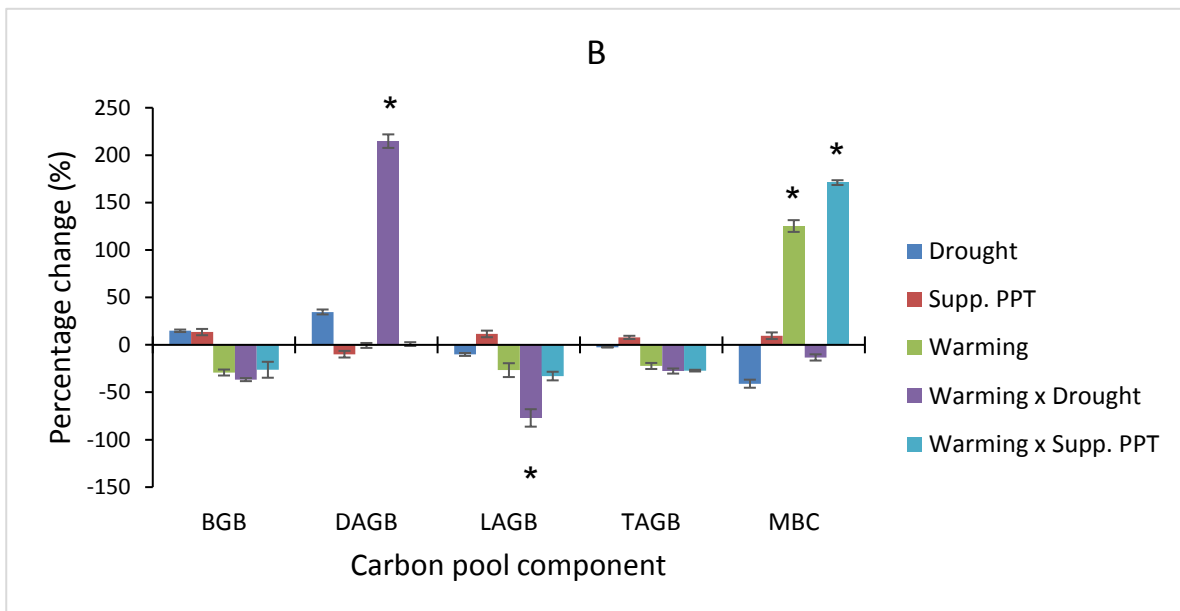 B
Percentage change (%)
250
200
150
100
50
0
-50
-100
-150
*
*
*
*
BGB DAGB LAGB TAGB MBC
Carbon pool component
Drought
Supp. PPT
Warming
Warming x Drought
Warming x Supp. PPT